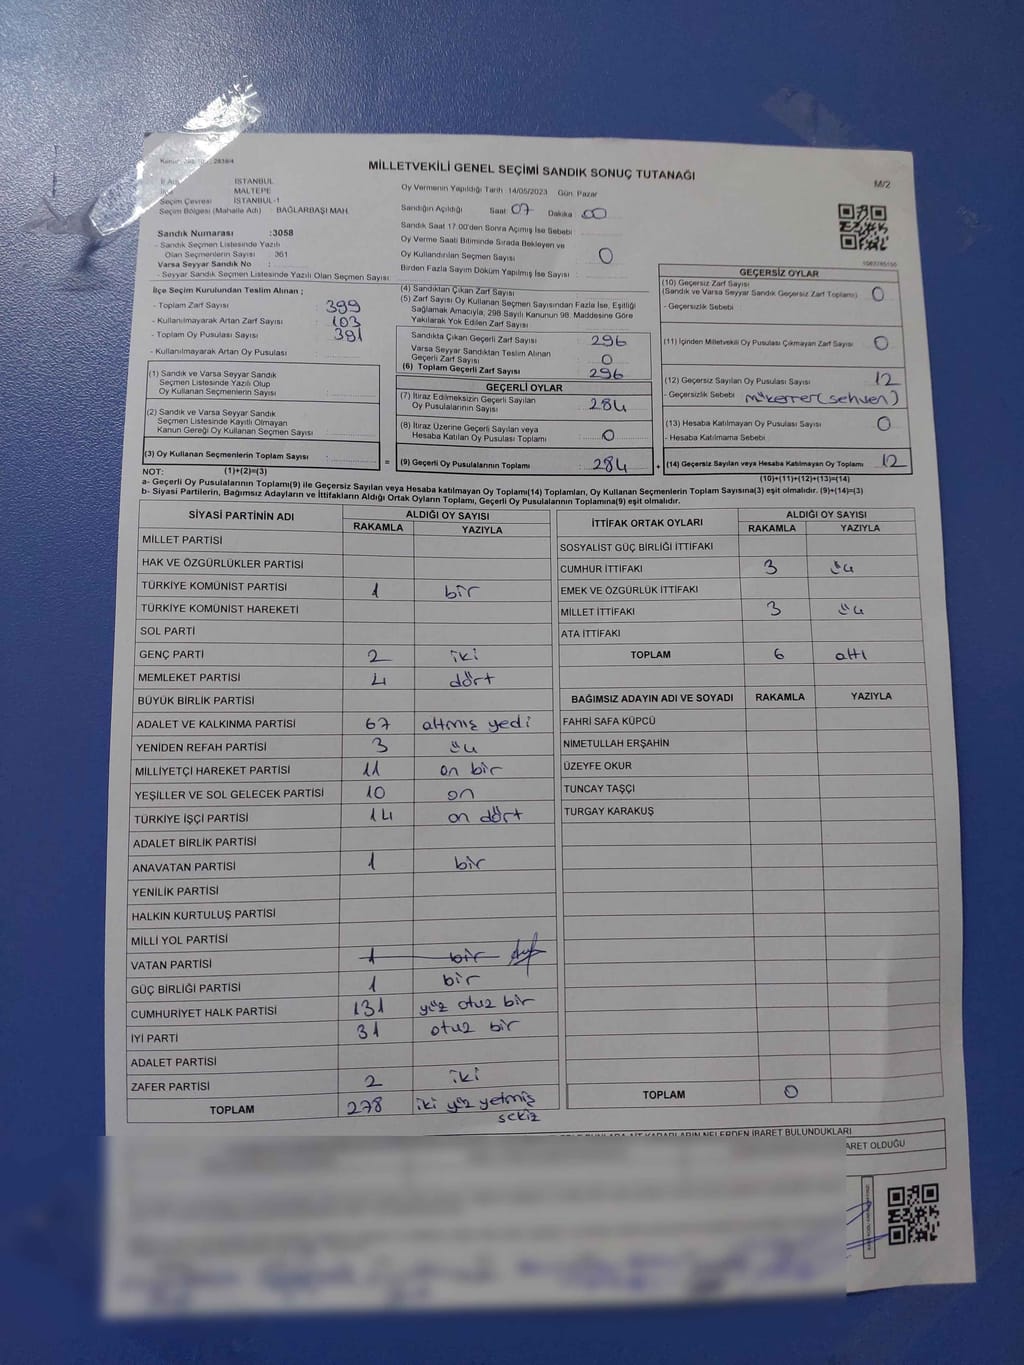 MİLLETVEKİLİ GENEL SEÇİMİ SANDIK SONUÇ TUTANAĞI
M/2
İSTANBUL
MALTEPE
Seçim Çevresi : İSTANBUL-1
Seçim Bölgesi (Mahalle Adı) : BAĞLARBAŞI MAH.
Oy Vermenin Yapıldığı Tarih :14/05/2023 Gün: Pazar
Sandığın Açıldığı Saat: 07 Dakika: 00
Sandık Saat 17:00'den Sonra Açılmış İse Sebebi :
Oy Verme Saati Bitiminde Sırada Bekleyen ve
Oy Kullandırılan Seçmen Sayısı : 0
Birden Fazla Sayım Döküm Yapılmış İse Sayısı :
Sandık Numarası :3058
- Sandık Seçmen Listesinde Yazılı
Olan Seçmenlerin Sayısı : 361
Varsa Seyyar Sandık No :
- Seyyar Sandık Seçmen Listesinde Yazılı Olan Seçmen Sayısı:
İlçe Seçim Kurulundan Teslim Alınan ;
- Toplam Zarf Sayısı : 399
- Kullanılmayarak Artan Zarf Sayısı : 103
- Toplam Oy Pusulası Sayısı : 391
- Kullanılmayarak Artan Oy Pusulası :
(1) Sandık ve Varsa Seyyar Sandık
Seçmen Listesinde Yazılı Olup
Oy Kullanan Seçmenlerin Sayısı :
(2) Sandık ve Varsa Seyyar Sandık
Seçmen Listesinde Kayıtlı Olmayan
Kanun Gereği Oy Kullanan Seçmen Sayısı :
(3) Oy Kullanan Seçmenlerin Toplam Sayısı :
(4) Sandıktan Çıkan Zarf Sayısı :
(5) Zarf Sayısı Oy Kullanan Seçmen Sayısından Fazla İse, Eşitliği
Sağlamak Amacıyla, 298 Sayılı Kanunun 98. Maddesine Göre
Yakılarak Yok Edilen Zarf Sayısı :
Sandıkta Çıkan Geçerli Zarf Sayısı : 296
Varsa Seyyar Sandıktan Teslim Alınan
Geçerli Zarf Sayısı : 0
(6) Toplam Geçerli Zarf Sayısı : 296
GEÇERLİ OYLAR
(7) İtiraz Edilmeksizin Geçerli Sayılan
Oy Pusulalarının Sayısı : 284
(8) İtiraz Üzerine Geçerli Sayılan veya
Hesaba Katılan Oy Pusulası Toplamı : 0
= (9) Geçerli Oy Pusulalarının Toplamı : 284
GEÇERSİZ OYLAR
(10) Geçersiz Zarf Sayısı
(Sandık ve Varsa Seyyar Sandık Geçersiz Zarf Toplamı) : 0
- Geçersizlik Sebebi :
(11) İçinden Milletvekili Oy Pusulası Çıkmayan Zarf Sayısı : 0
(12) Geçersiz Sayılan Oy Pusulası Sayısı : 12
- Geçersizlik Sebebi : mükerrer(sehven)
(13) Hesaba Katılmayan Oy Pusulası Sayısı : 0
- Hesaba Katılmama Sebebi :
+ (14) Geçersiz Sayılan veya Hesaba Katılmayan Oy Toplamı : 12
NOT: (1)+(2)=(3)
(10)+(11)+(12)+(13)=(14)
a- Geçerli Oy Pusulalarının Toplamı(9) ile Geçersiz Sayılan veya Hesaba katılmayan Oy Toplamı(14) Toplamları, Oy Kullanan Seçmenlerin Toplam Sayısına(3) eşit olmalıdır. (9)+(14)=(3)
b- Siyasi Partilerin, Bağımsız Adayların ve İttifakların Aldığı Ortak Oyların Toplamı, Geçerli Oy Pusulalarının Toplamına(9) eşit olmalıdır.
SİYASİ PARTİNİN ADI ALDIĞI OY SAYISI
RAKAMLA YAZIYLA
MİLLET PARTİSİ
HAK VE ÖZGÜRLÜKLER PARTİSİ
TÜRKİYE KOMÜNİST PARTİSİ 1 bir
TÜRKİYE KOMÜNİST HAREKETİ
SOL PARTİ
GENÇ PARTİ 2 iki
MEMLEKET PARTİSİ 4 dört
BÜYÜK BİRLİK PARTİSİ
ADALET VE KALKINMA PARTİSİ 67 altmış yedi
YENİDEN REFAH PARTİSİ 3 üç
MİLLİYETÇİ HAREKET PARTİSİ 11 on bir
YEŞİLLER VE SOL GELECEK PARTİSİ 10 on
TÜRKİYE İŞÇİ PARTİSİ 14 on dört
ADALET BİRLİK PARTİSİ
ANAVATAN PARTİSİ 1 bir
YENİLİK PARTİSİ
HALKIN KURTULUŞ PARTİSİ
MİLLİ YOL PARTİSİ
VATAN PARTİSİ 1 bir
GÜÇ BİRLİĞİ PARTİSİ 1 bir
CUMHURİYET HALK PARTİSİ 131 yüz otuz bir
İYİ PARTİ 31 otuz bir
ADALET PARTİSİ
ZAFER PARTİSİ 2 iki
TOPLAM 278 iki yüz yetmiş
sekiz
İTTİFAK ORTAK OYLARI ALDIĞI OY SAYISI
RAKAMLA YAZIYLA
SOSYALİST GÜÇ BİRLİĞİ İTTİFAKI
CUMHUR İTTİFAKI 3 üç
EMEK VE ÖZGÜRLÜK İTTİFAKI
MİLLET İTTİFAKI 3 üç
ATA İTTİFAKI
TOPLAM 6 altı
BAĞIMSIZ ADAYIN ADI VE SOYADI RAKAMLA YAZIYLA
FAHRİ SAFA KÜPCÜ
NİMETULLAH ERŞAHİN
ÜZEYFE OKUR
TUNCAY TAŞÇI
TURGAY KARAKUŞ
TOPLAM 0
KARARLARIN NELERDEN İBARET BULUNDUKLARI
ARET OLDUĞU